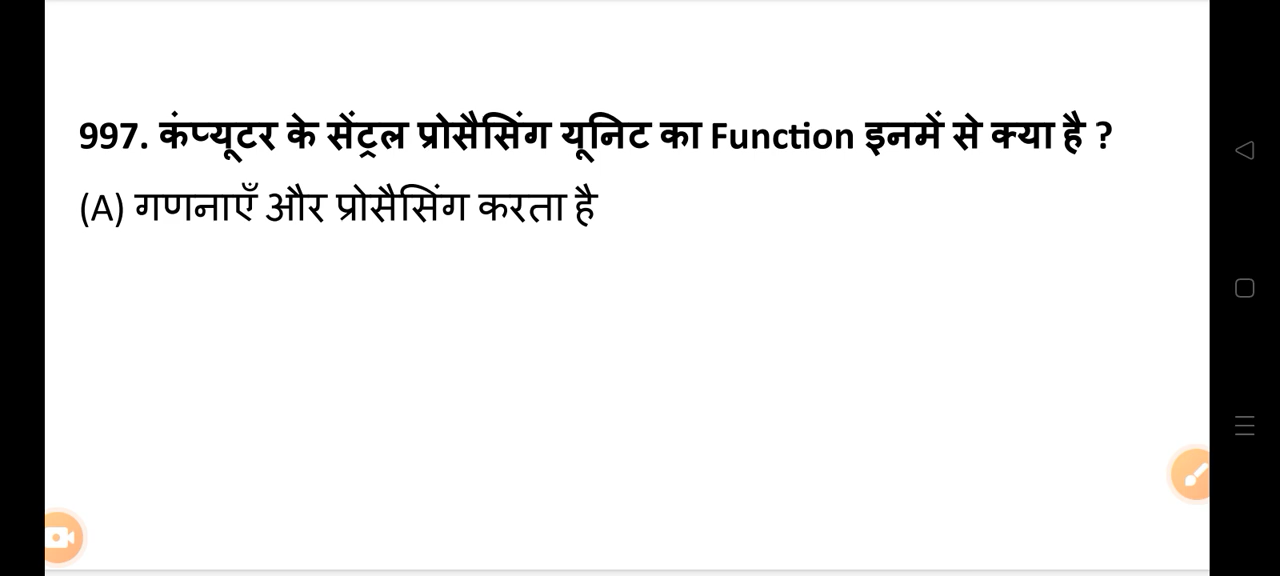 997. कंप्यूटर के सेंट्रल प्रोसैसिंग यूनिट का Function इनमें से क्या है ?
(A) गणनाएँ और प्रोसैसिंग करता है